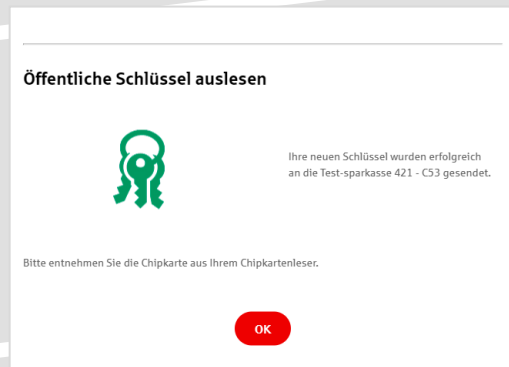 Öffentliche Schlüssel auslesen
Ihre neuen Schlüssel wurden erfolgreich
an die Test-sparkasse 421 - C53 gesendet.
Bitte entnehmen Sie die Chipkarte aus Ihrem Chipkartenleser.
OK